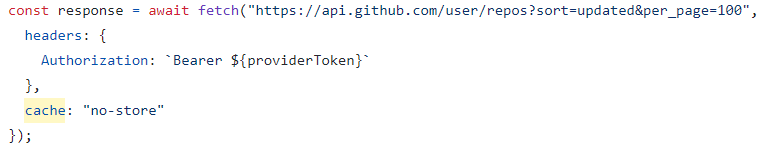 const response = await fetch("https://api.github.com/user/repos?sort=updated&per_page=100",
headers: {
Authorization: `Bearer ${providerToken}`
},
cache: "no-store"
});